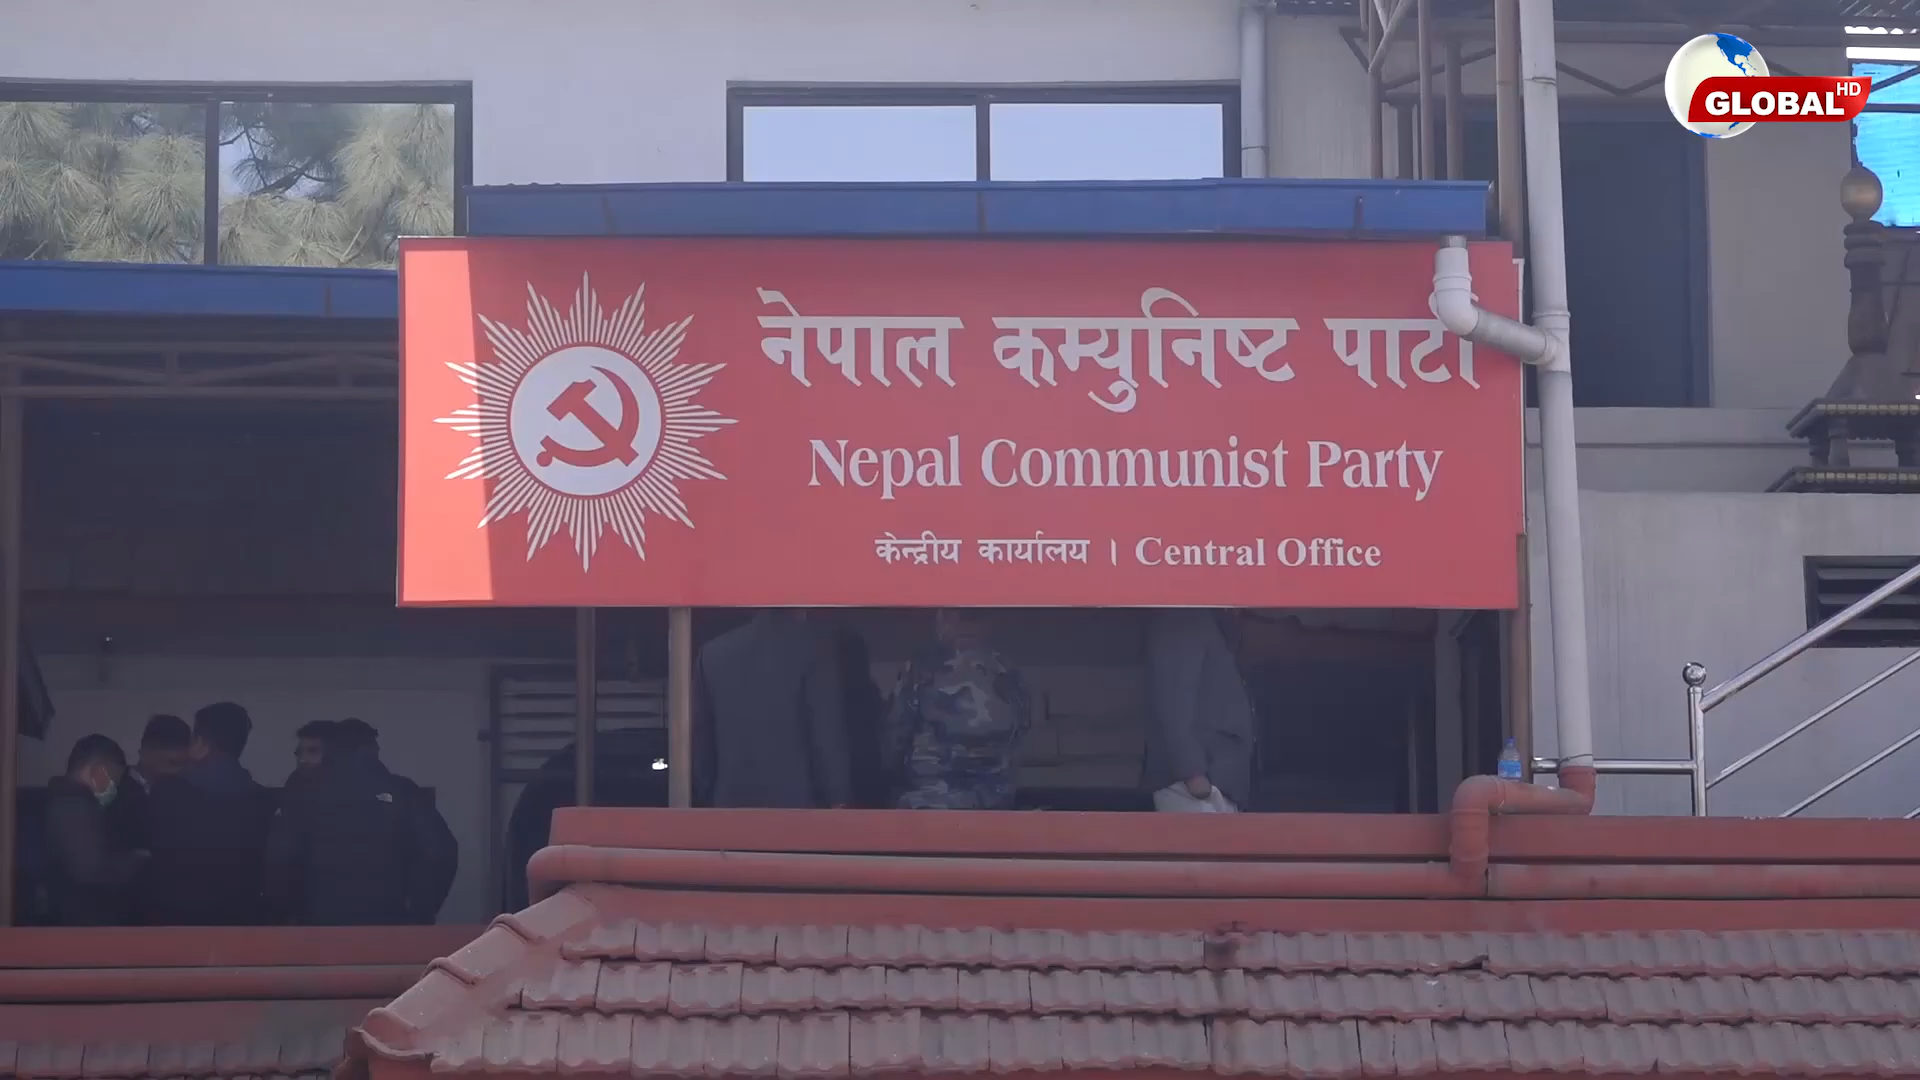 GLOBAL HD
नेपाल कम्युनिष्ट पार्टी
Nepal Communist Party
केन्द्रीय कार्यालय । Central Office